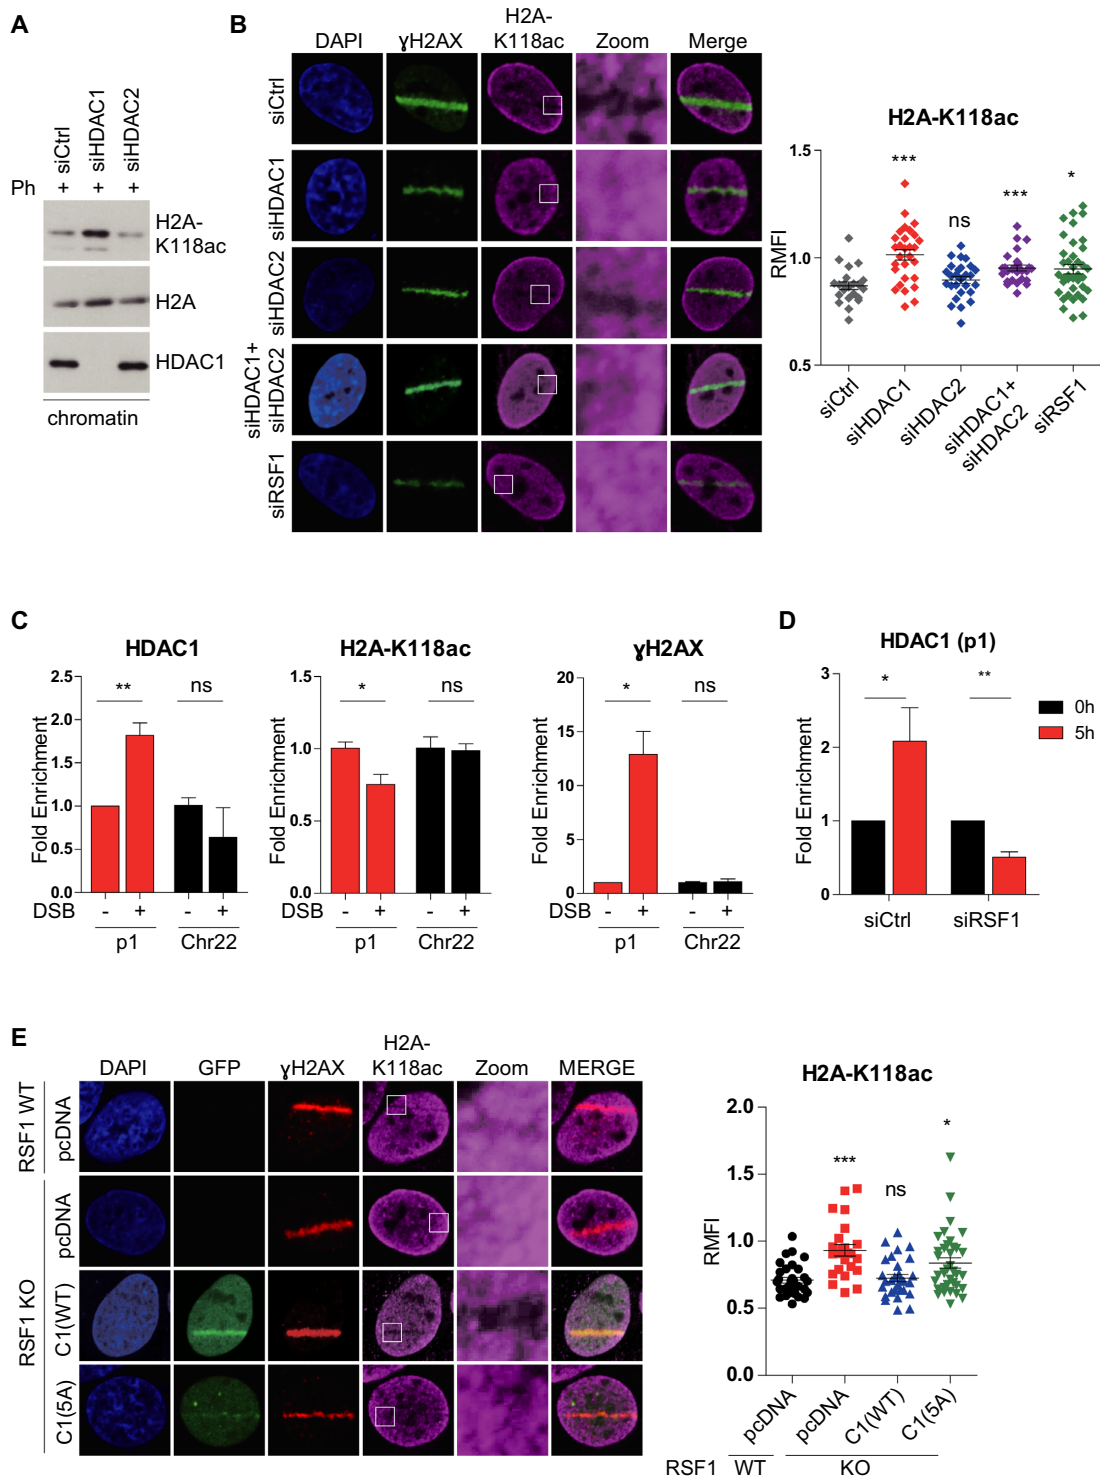 A
siCtrl
siHDAC1
siHDAC2
Ph + + +
H2A-
K118ac
H2A
HDAC1
chromatin
B
DAPI ɣH2AX H2A-K118ac Zoom Merge
siCtrl
siHDAC1
siHDAC2
siHDAC1+
siHDAC2
siRSF1
H2A-K118ac
RMFI
1.5
1.0
0.5
*** ns *** *
siCtrl
siHDAC1
siHDAC2
siHDAC1+
siHDAC2
siRSF1
C
HDAC1
Fold Enrichment
2.5
2.0
1.5
1.0
0.5
0.0
** ns
DSB - + - +
p1 Chr22
H2A-K118ac
Fold Enrichment
1.5
1.0
0.5
0.0
* ns
DSB - + - +
p1 Chr22
ɣH2AX
Fold Enrichment
20
15
10
5
0
* ns
DSB - + - +
p1 Chr22
D
HDAC1 (p1)
Fold Enrichment
3
2
1
0
* **
0h
5h
siCtrl siRSF1
E
DAPI GFP ɣH2AX H2A-K118ac Zoom MERGE
RSF1 WT
pcDNA
RSF1 KO
pcDNA
C1(WT)
C1(5A)
H2A-K118ac
RMFI
2.0
1.5
1.0
0.5
0.0
*** ns *
pcDNA
pcDNA
C1(WT)
C1(5A)
RSF1 WT KO